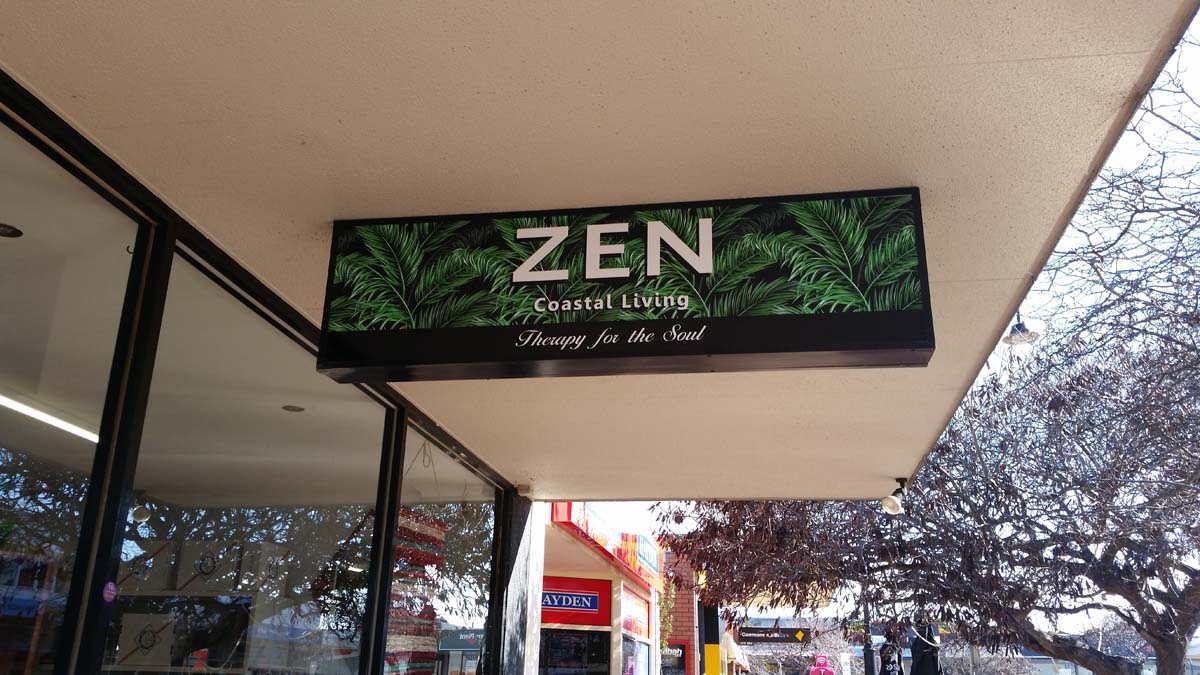 ZEN
Coastal Living
Therapy for the Soul
AYDEN